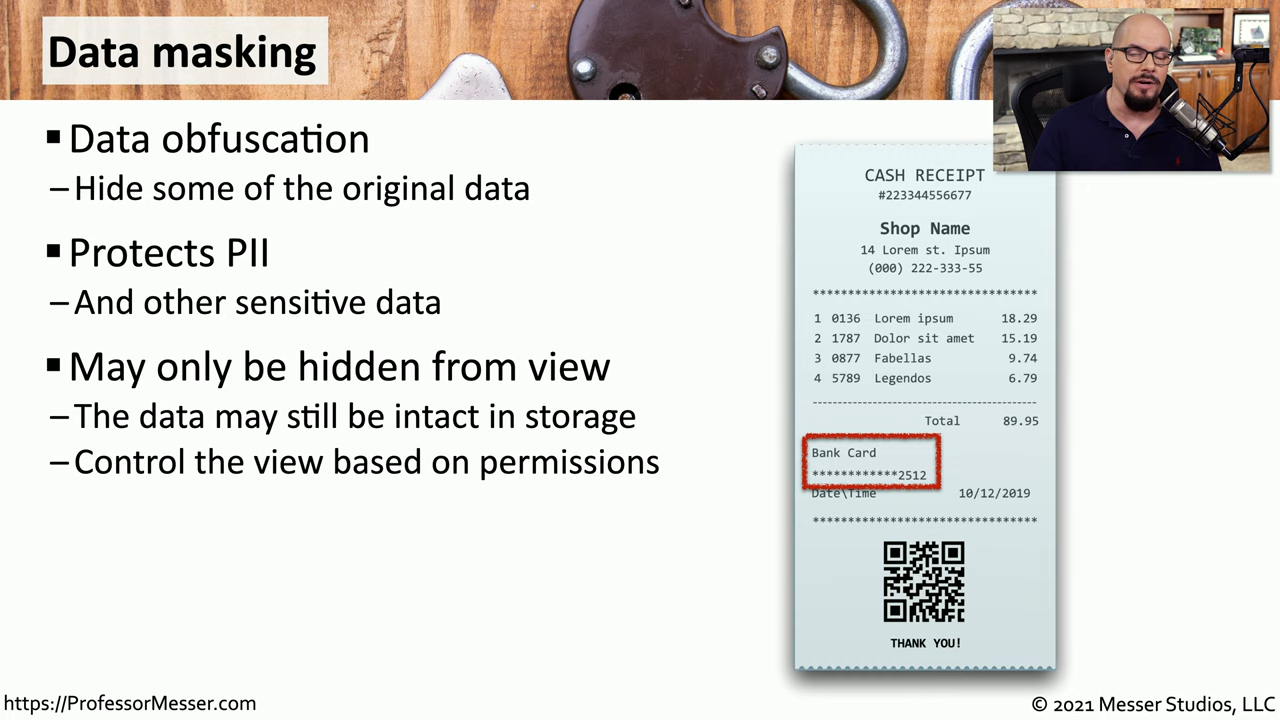 Data masking
▪ Data obfuscation
– Hide some of the original data
▪ Protects PII
– And other sensitive data
▪ May only be hidden from view
– The data may still be intact in storage
– Control the view based on permissions
CASH RECEIPT
#223344556677
Shop Name
14 Lorem st. Ipsum
(000) 222-333-55
********************************
1 0136 Lorem ipsum 18.29
2 1787 Dolor sit amet 15.19
3 0877 Fabellas 9.74
4 5789 Legendos 6.79
--------------------------------------
Total 89.95
Bank Card
************2512
Date\Time 10/12/2019
********************************
THANK YOU!
https://ProfessorMesser.com
© 2021 Messer Studios, LLC